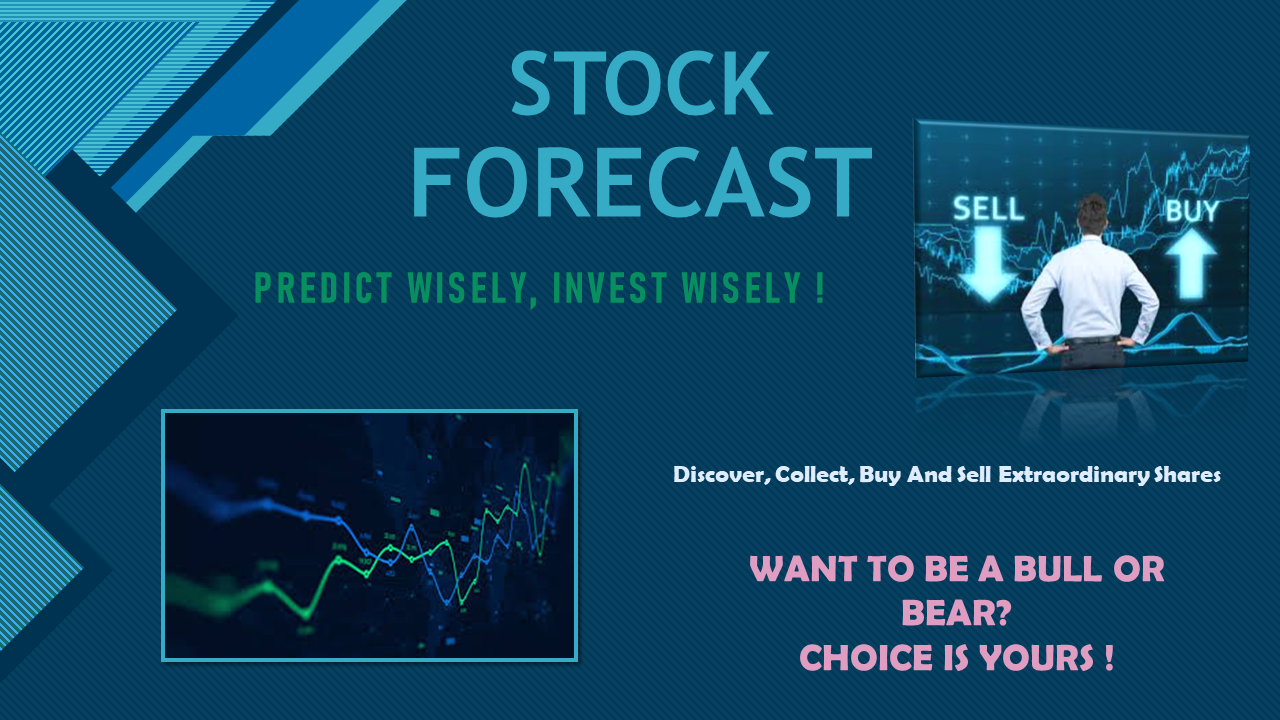 STOCK
FORECAST
PREDICT WISELY, INVEST WISELY !
SELL
BUY
Discover, Collect, Buy And Sell Extraordinary Shares
WANT TO BE A BULL OR
BEAR?
CHOICE IS YOURS !